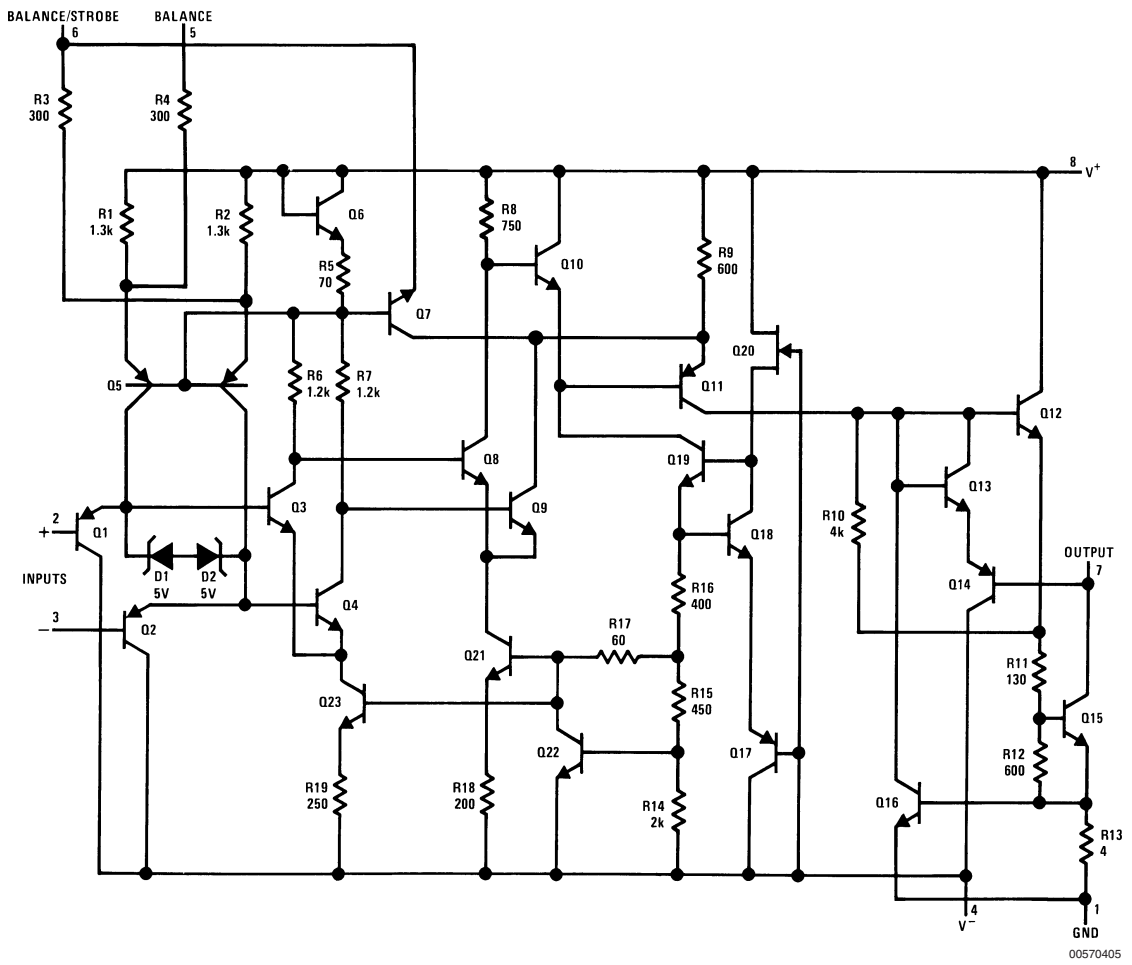 BALANCE/STROBE
6
BALANCE
5
R3
300
R4
300
8
V+
R1
1.3k
R2
1.3k
Q6
R5
70
R8
750
Q10
R9
600
Q7
Q20
Q5
R6
1.2k
R7
1.2k
Q11
Q12
Q8
Q19
Q3
Q9
Q13
R10
4k
Q18
+
2
Q1
INPUTS
D1
5V
D2
5V
OUTPUT
7
Q14
R16
400
3
−
Q2
Q4
R17
60
Q21
R11
130
R15
450
Q23
Q15
Q22
Q17
R12
600
R19
250
R18
200
R14
2k
Q16
R13
4
4
V−
1
GND
00570405